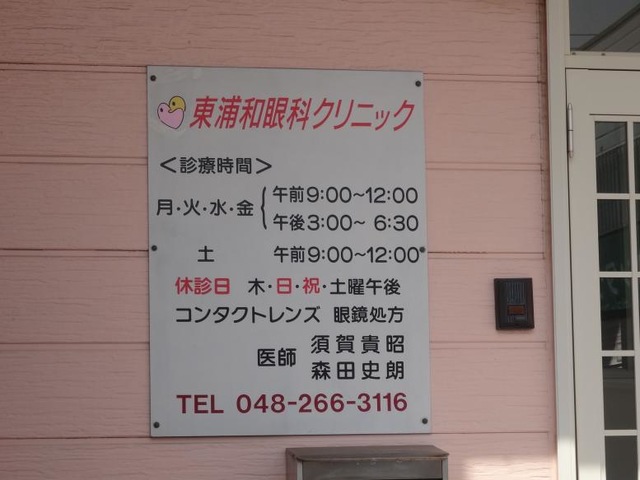 東浦和眼科クリニック
＜診療時間＞
月・火・水・金 午前9:00～12:00
午後3:00～ 6:30
土 午前9:00～12:00
休診日 木・日・祝・土曜午後
コンタクトレンズ 眼鏡処方
医師 須賀貴昭
森田史朗
TEL 048-266-3116